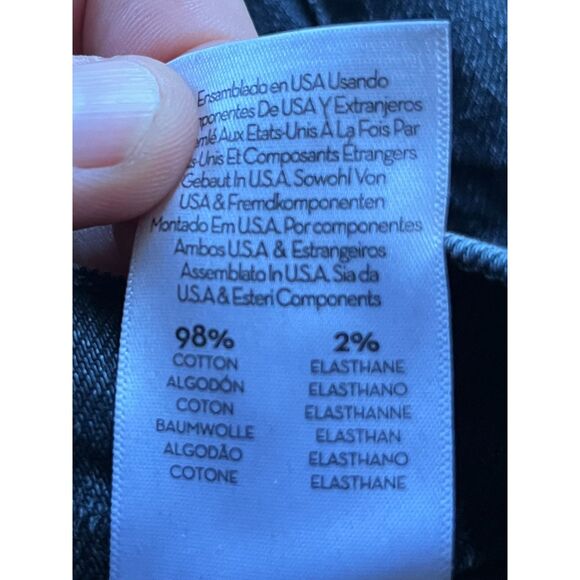 Ensamblado en USA Usando
ponentes De USA Y Extranjeros
mlé Aux Etats-Unis À La Fois Par
-Unis Et Composants Étrangers
Gebaut In U.S.A. Sowohl Von
USA & Fremdkomponenten
Montado Em U.S.A. Por componentes
Ambos U.S.A & Estrangeiros
Assemblato In U.S.A. Sia da
U.S.A & Esteri Components
98% 2%
COTTON ELASTHANE
ALGODÓN ELASTHANO
COTON ELASTHANNE
BAUMWOLLE ELASTHAN
ALGODÃO ELASTHANO
COTONE ELASTHANE